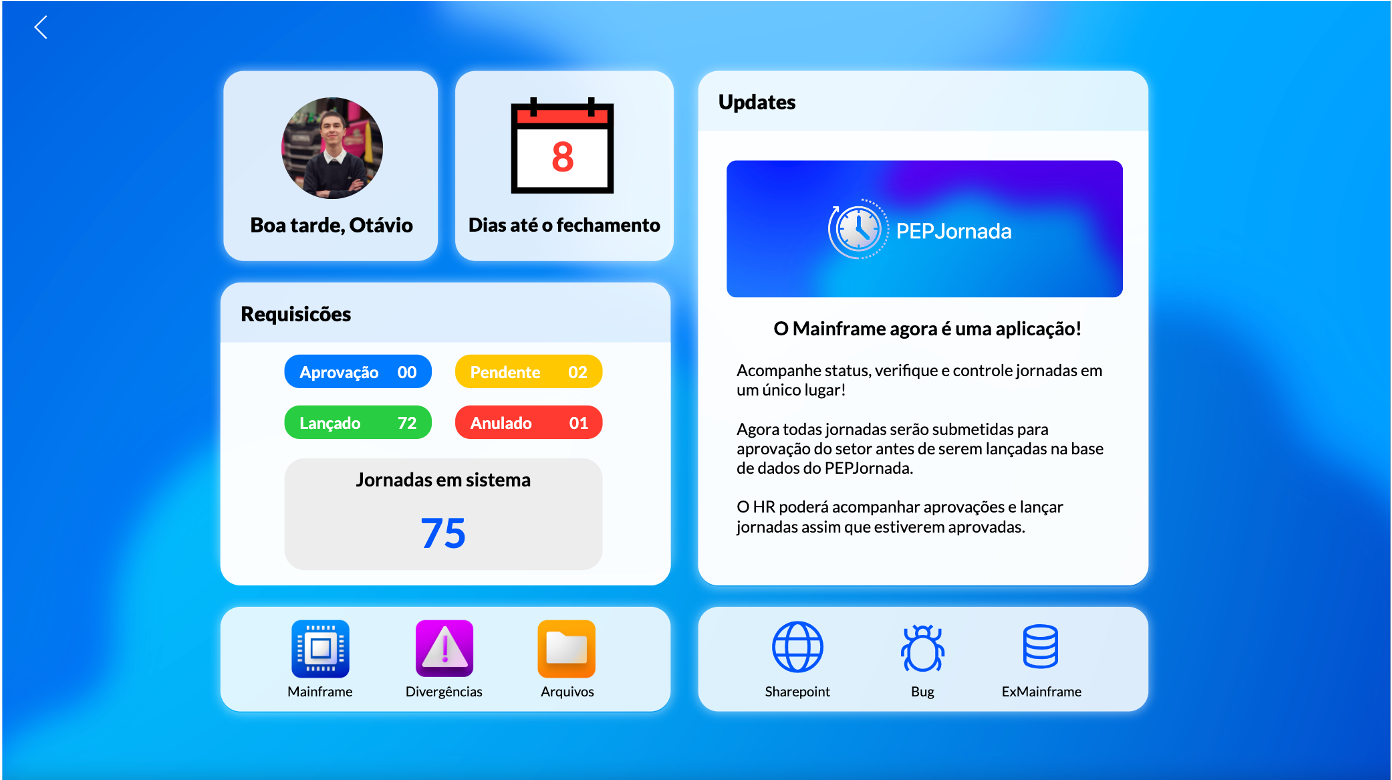 Boa tarde, Otávio
8
Dias até o fechamento
Requisicões
Aprovação 00
Pendente 02
Lançado 72
Anulado 01
Jornadas em sistema
75
Mainframe
Divergências
Arquivos
Updates
PEPJornada
O Mainframe agora é uma aplicação!
Acompanhe status, verifique e controle jornadas em
um único lugar!
Agora todas jornadas serão submetidas para
aprovação do setor antes de serem lançadas na base
de dados do PEPJornada.
O HR poderá acompanhar aprovações e lançar
jornadas assim que estiverem aprovadas.
Sharepoint
Bug
ExMainframe